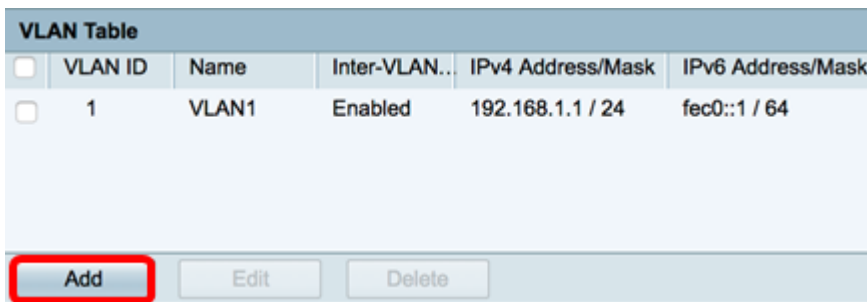 VLAN Table
VLAN ID Name Inter-VLAN... IPv4 Address/Mask IPv6 Address/Mask
1 VLAN1 Enabled 192.168.1.1 / 24 fec0::1 / 64
Add Edit Delete